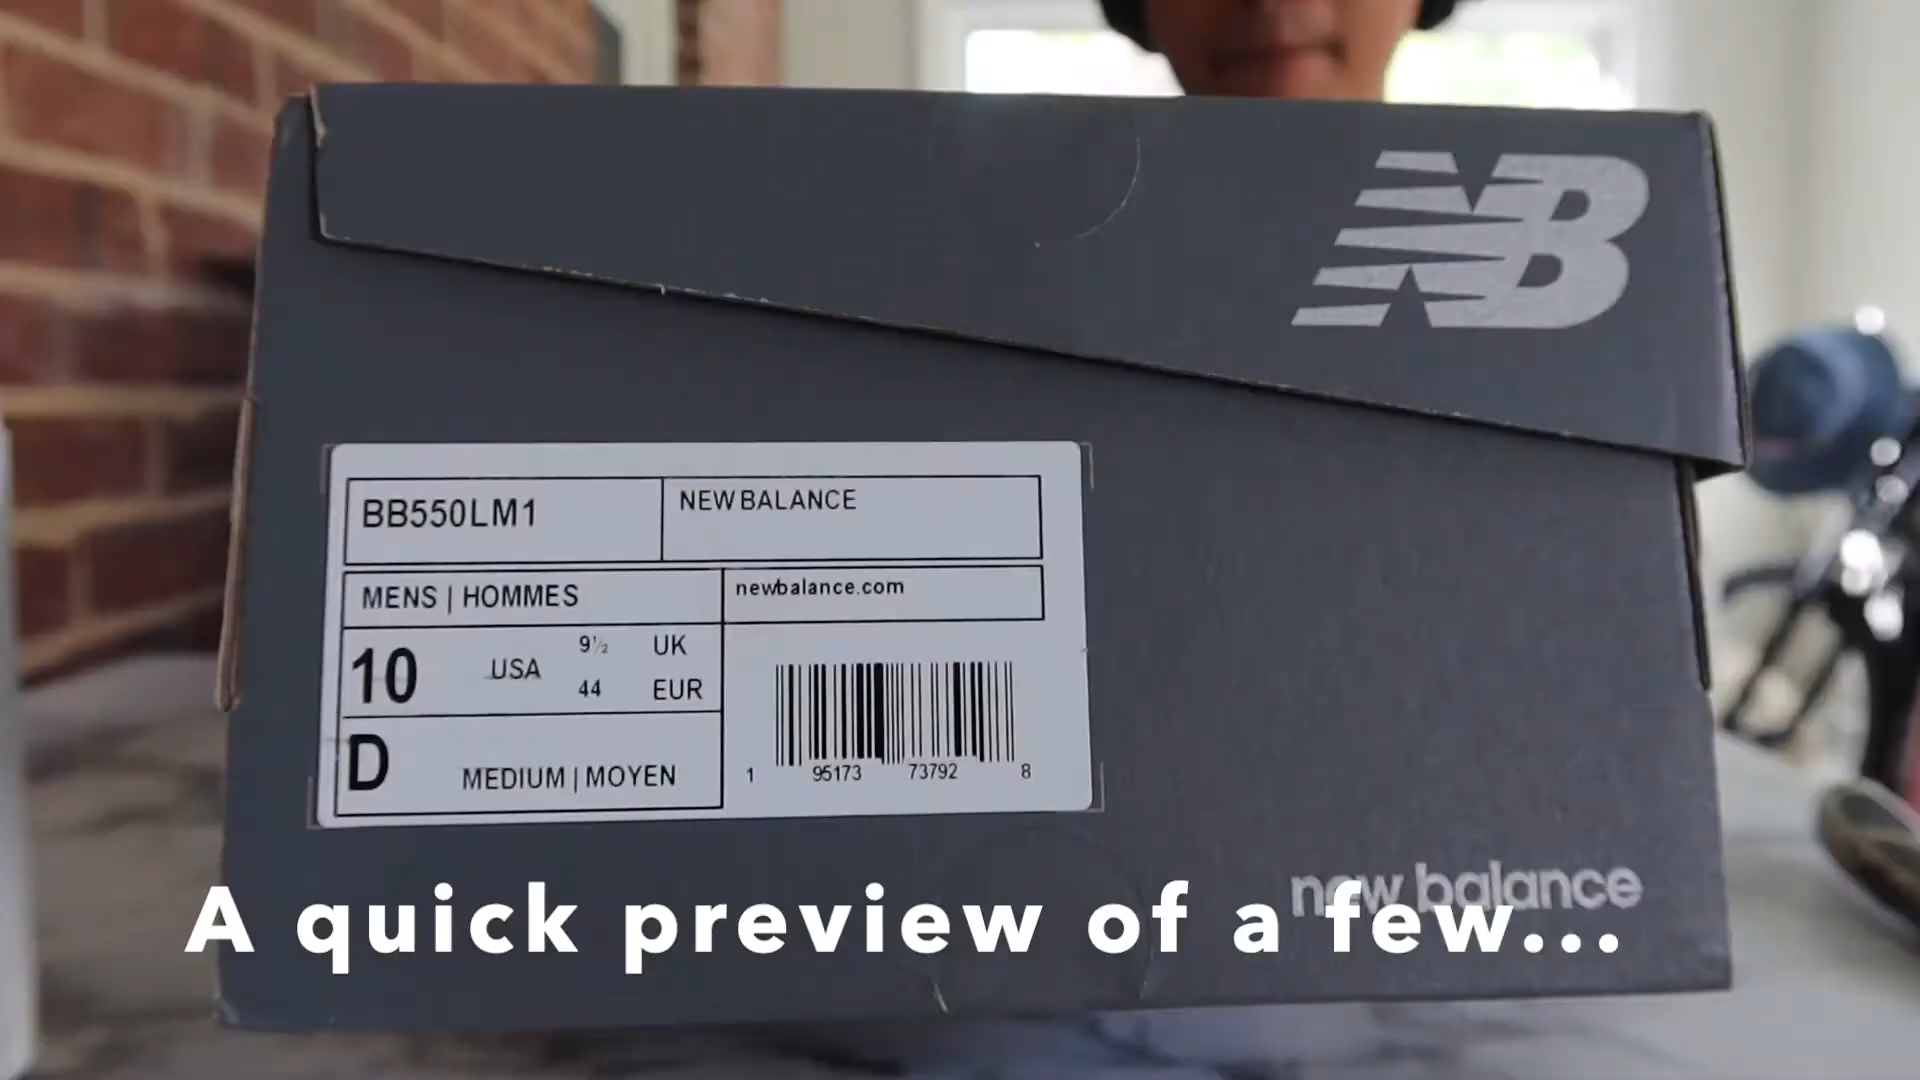 NB
BB550LM1
NEW BALANCE
MENS | HOMMES
newbalance.com
10 USA 9½ UK
44 EUR
D MEDIUM | MOYEN
1 95173 73792 8
new balance
A quick preview of a few...